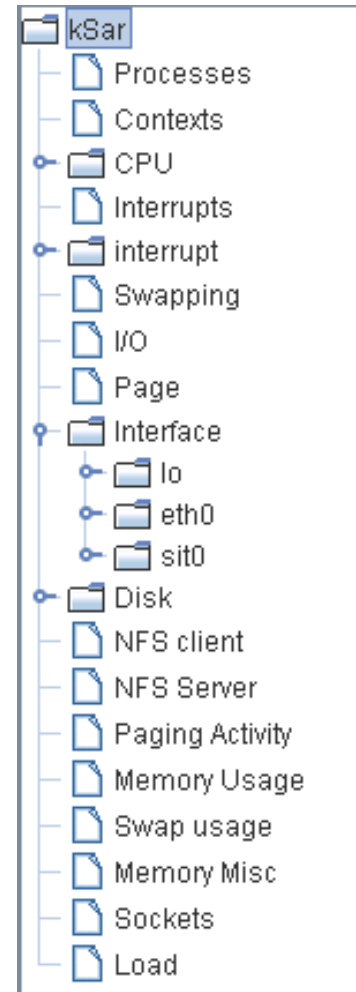 kSar
Processes
Contexts
CPU
Interrupts
interrupt
Swapping
I/O
Page
Interface
lo
eth0
sit0
Disk
NFS client
NFS Server
Paging Activity
Memory Usage
Swap usage
Memory Misc
Sockets
Load